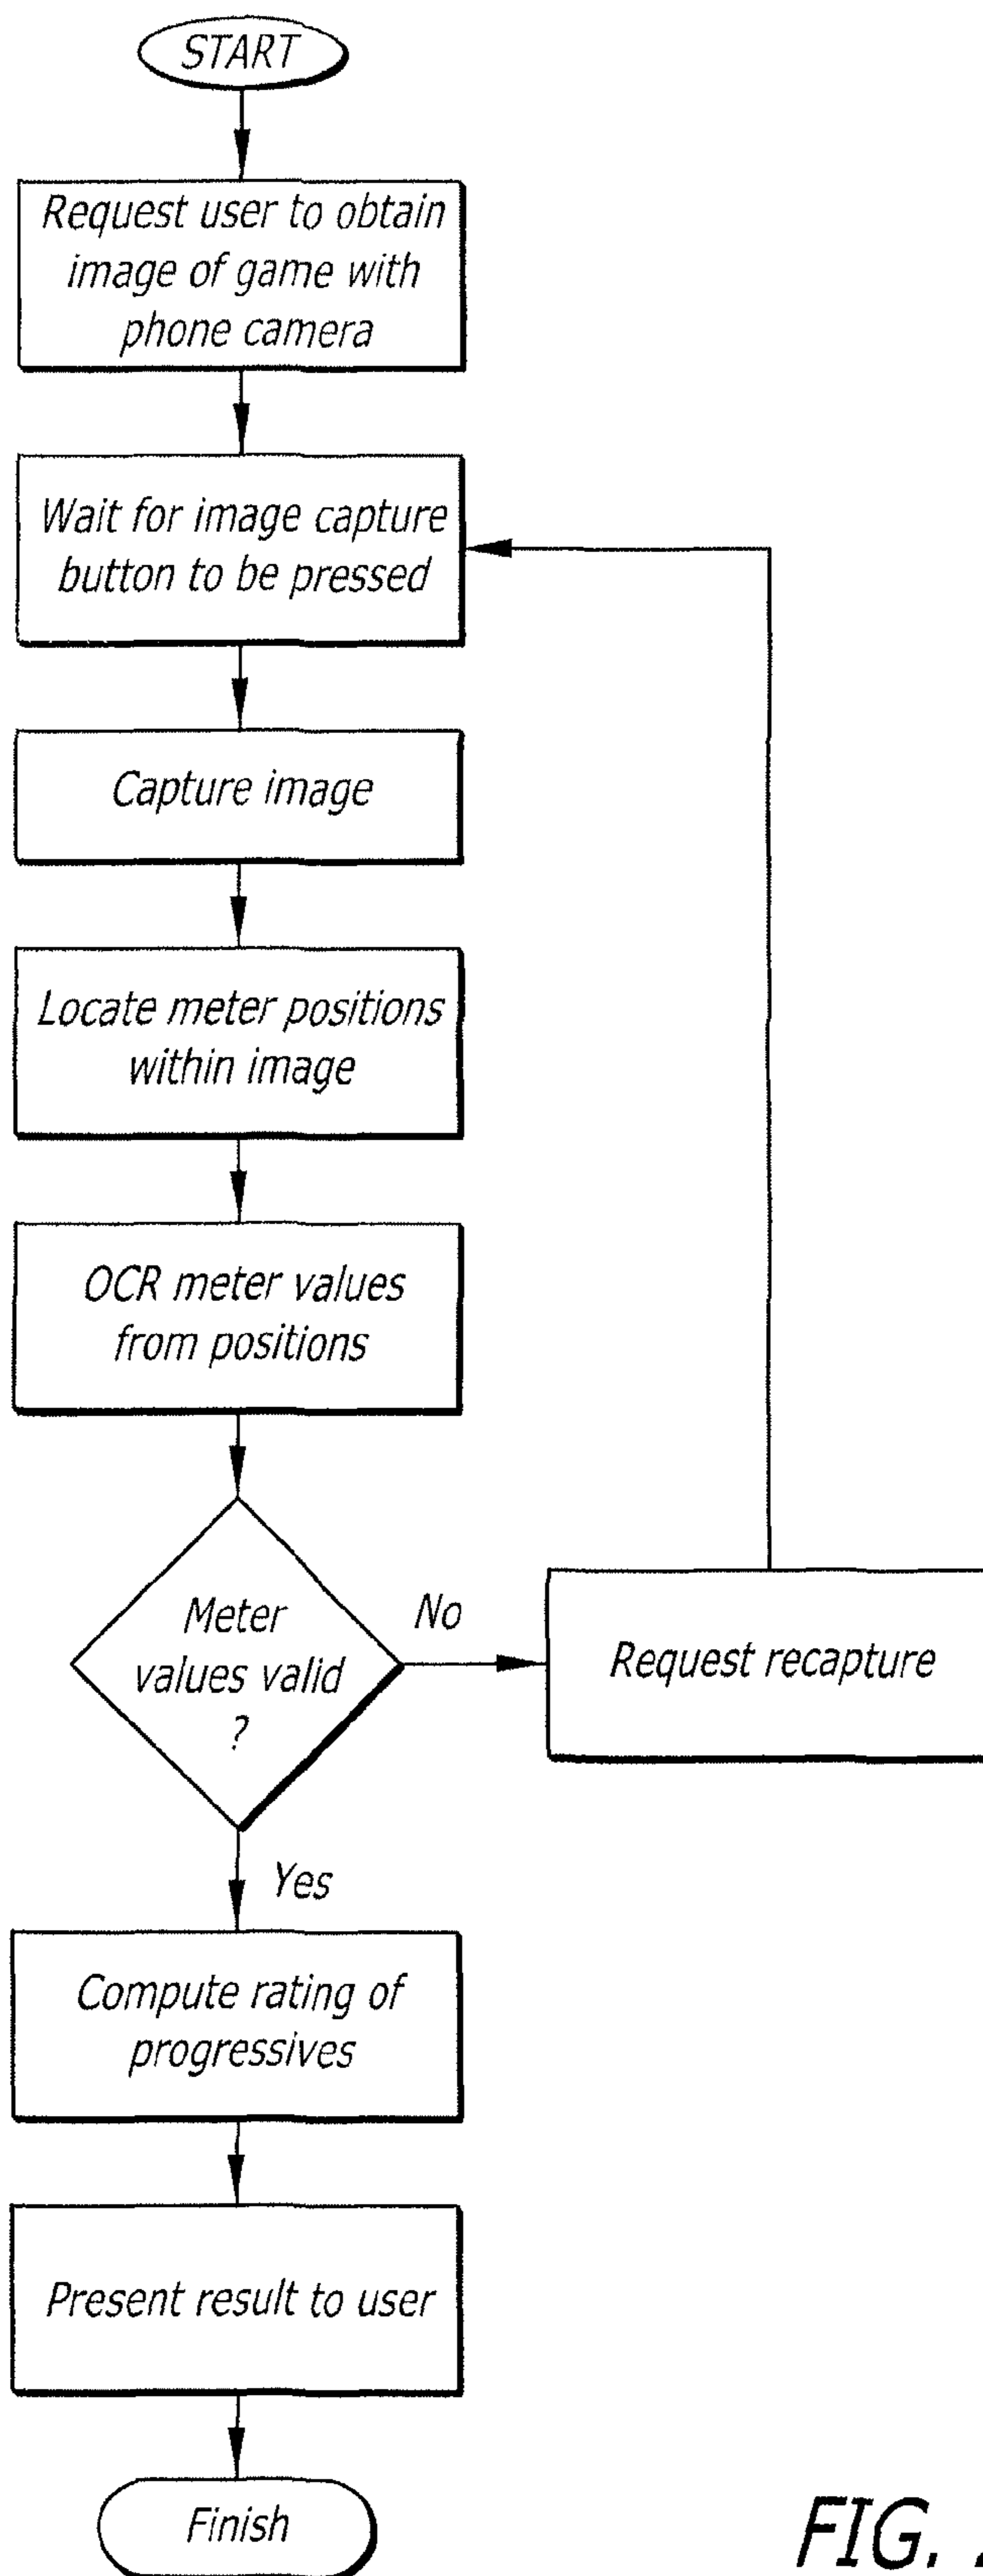 START
Request user to obtain
image of game with
phone camera
Wait for image capture
button to be pressed
Capture image
Locate meter positions
within image
OCR meter values
from positions
Meter
values valid
?
No
Request recapture
Yes
Compute rating of
progressives
Present result to user
Finish
FIG.